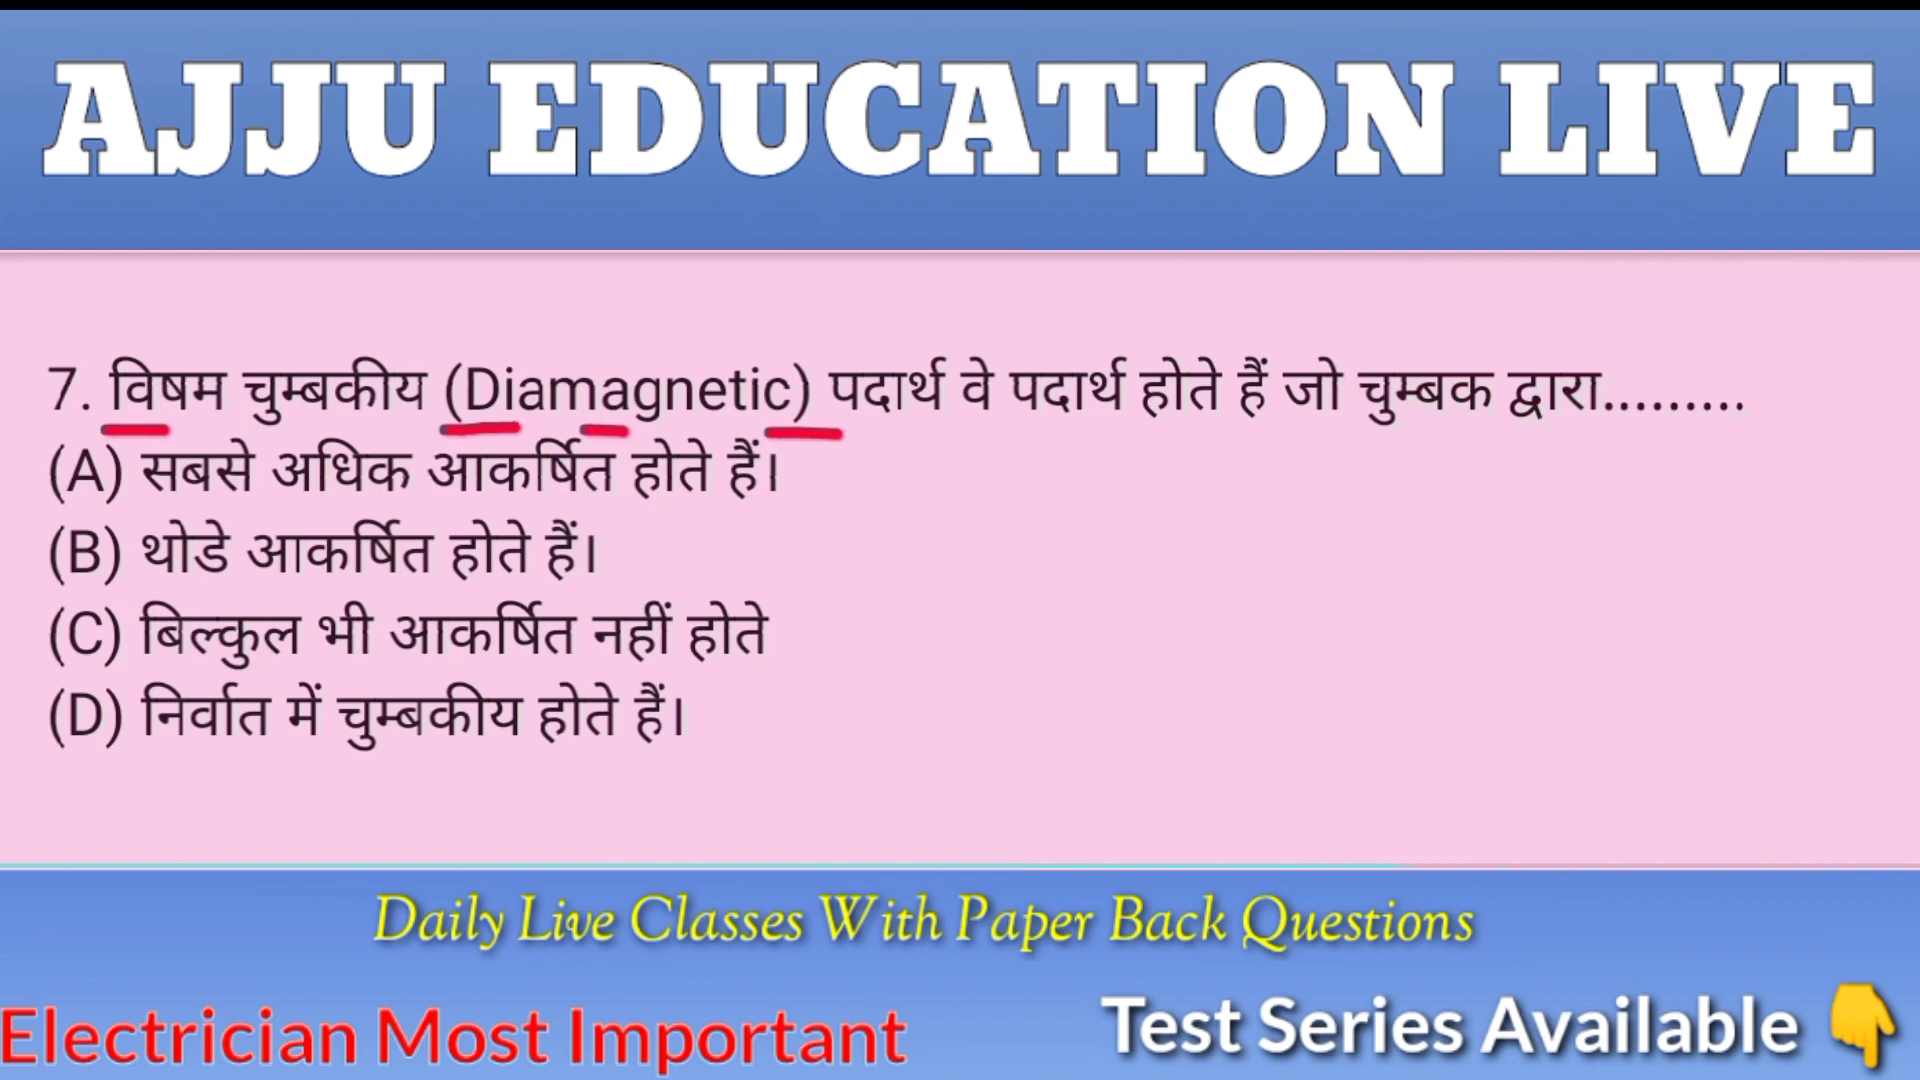 AJJU EDUCATION LIVE
7. विषम चुम्बकीय (Diamagnetic) पदार्थ वे पदार्थ होते हैं जो चुम्बक द्वारा.........
(A) सबसे अधिक आकर्षित होते हैं।
(B) थोडे आकर्षित होते हैं।
(C) बिल्कुल भी आकर्षित नहीं होते
(D) निर्वात में चुम्बकीय होते हैं।
Daily Live Classes With Paper Back Questions
Electrician Most Important
Test Series Available 👇